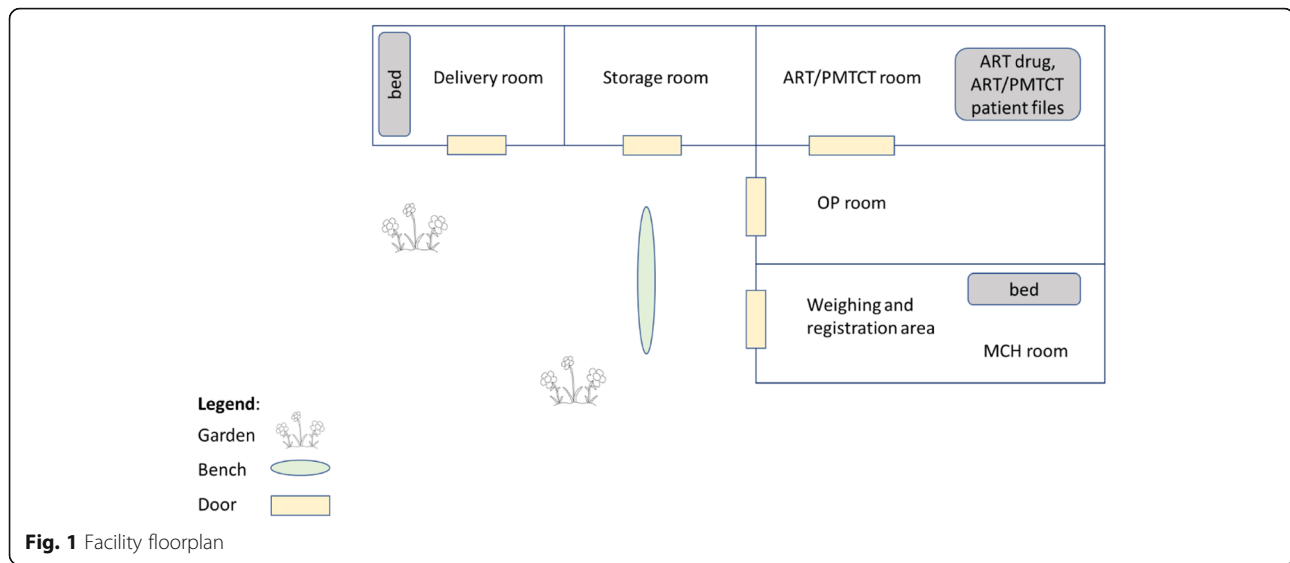 bed
Delivery room
Storage room
ART/PMTCT room
ART drug,
ART/PMTCT
patient files
OP room
Weighing and
registration area
bed
MCH room
Legend:
Garden
Bench
Door
Fig. 1 Facility floorplan